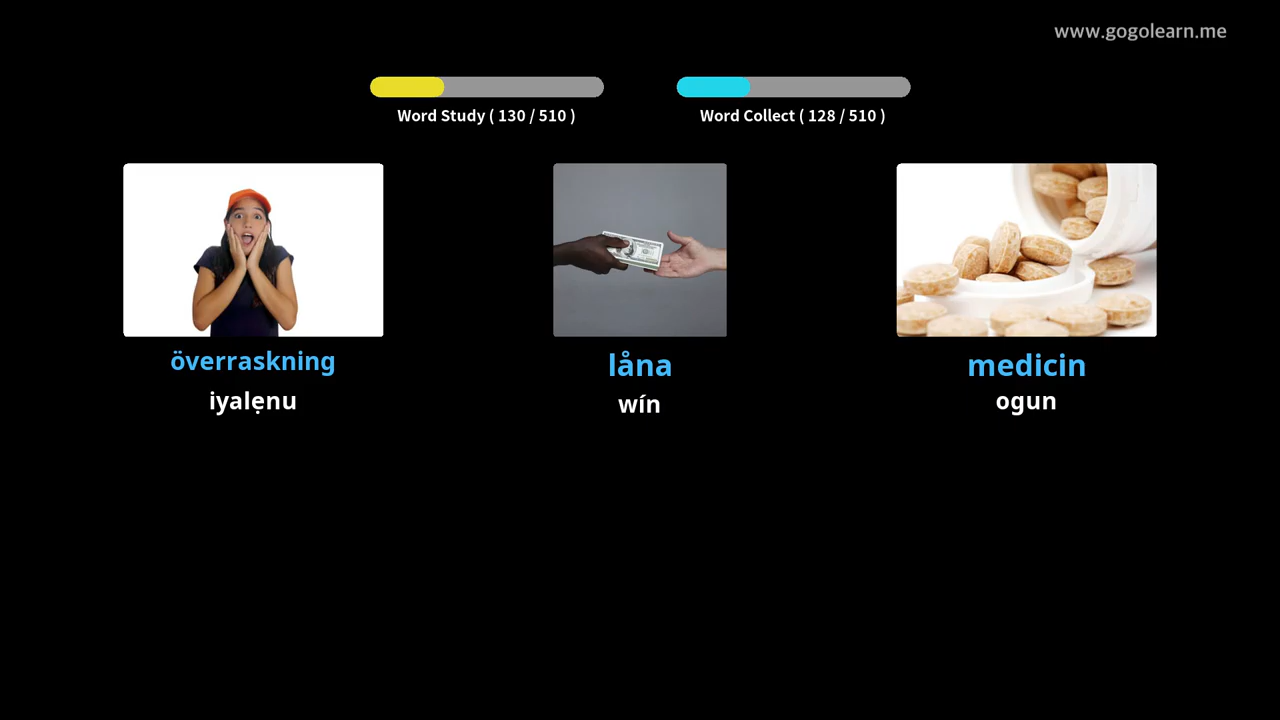 www.gogolearn.me
Word Study ( 130 / 510 )
Word Collect ( 128 / 510 )
överraskning
låna
medicin
iyalẹnu
wín
ogun